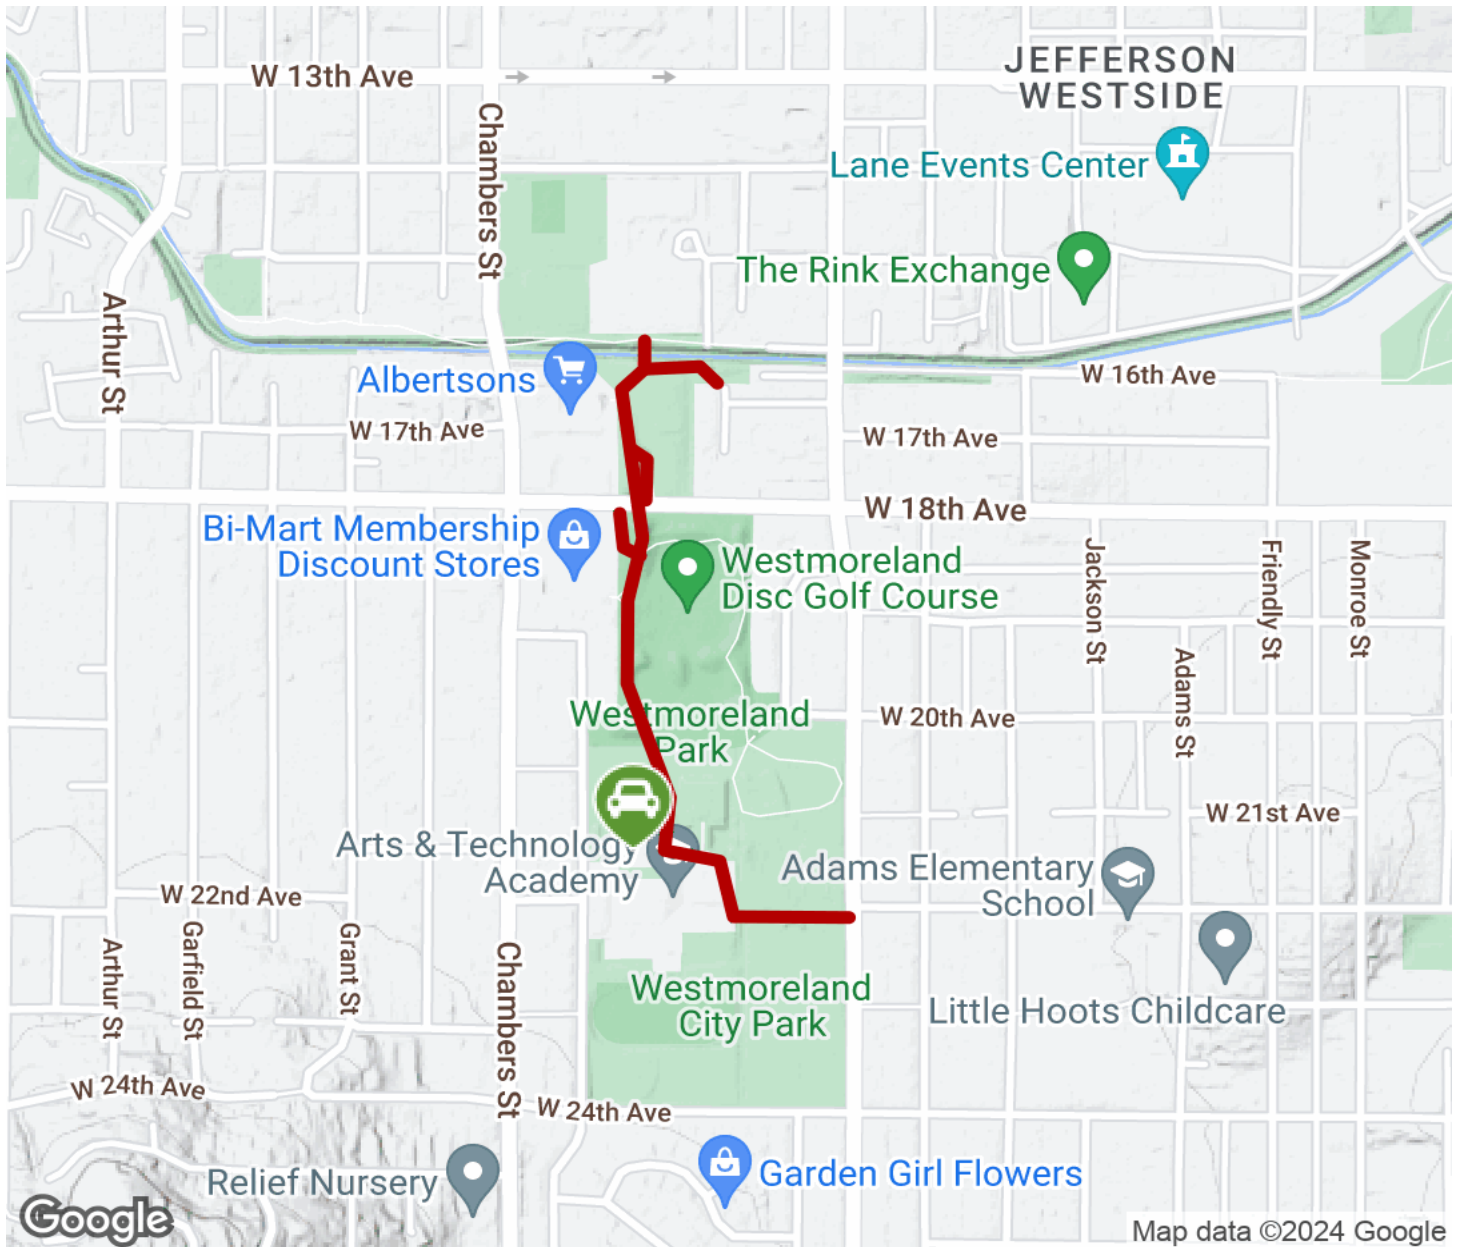 JEFFERSON
WESTSIDE
W 13th Ave
Chambers St
Lane Events Center
The Rink Exchange
Arthur St
Albertsons
W 16th Ave
W 17th Ave
W 17th Ave
W 18th Ave
Bi-Mart Membership
Discount Stores
Westmoreland
Disc Golf Course
Jackson St
Friendly St
Monroe St
Adams St
Westmoreland
Park
W 20th Ave
W 21st Ave
Arts & Technology
Academy
Adams Elementary
School
W 22nd Ave
Arthur St
Garfield St
Grant St
Chambers St
Westmoreland
City Park
Little Hoots Childcare
W 24th Ave
W 24th Ave
Relief Nursery
Garden Girl Flowers
Google
Map data ©2024 Google